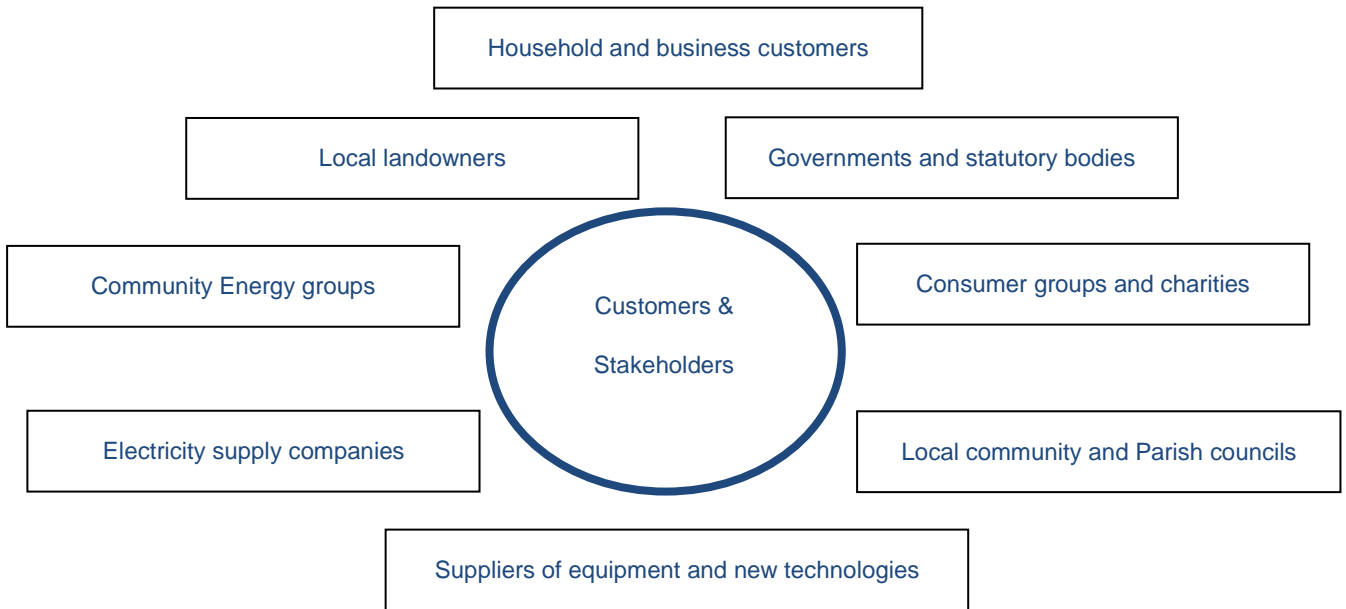 Household and business customers
Local landowners
Governments and statutory bodies
Community Energy groups
Consumer groups and charities
Customers &
Stakeholders
Electricity supply companies
Local community and Parish councils
Suppliers of equipment and new technologies